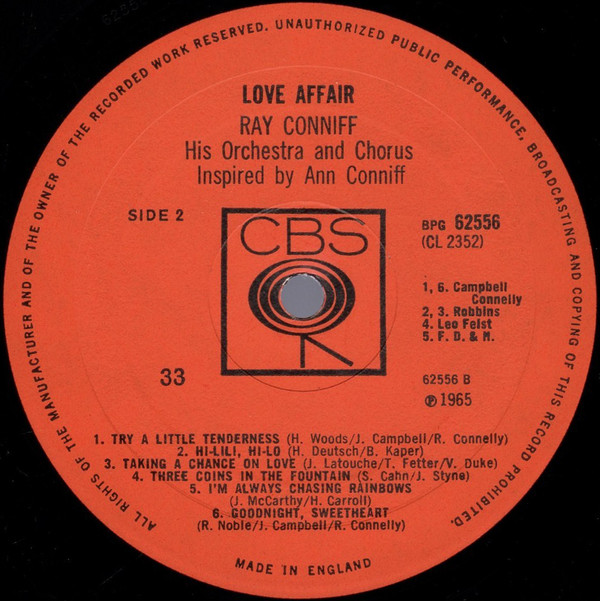 ALL RIGHTS OF THE MANUFACTURER AND OF THE OWNER OF THE RECORDED WORK RESERVED. UNAUTHORIZED PUBLIC PERFORMANCE, BROADCASTING AND COPYING OF THIS RECORD PROHIBITED.
LOVE AFFAIR
RAY CONNIFF
His Orchestra and Chorus
Inspired by Ann Conniff
SIDE 2
CBS
BPG 62556
(CL 2352)
1, 6. Campbell
Connelly
2, 3. Robbins
4. Leo Feist
5. F. D. & M.
33
62556 B
℗ 1965
1. TRY A LITTLE TENDERNESS (H. Woods/J. Campbell/R. Connelly)
2. HI-LILI, HI-LO (H. Deutsch/B. Kaper)
3. TAKING A CHANCE ON LOVE (J. Latouche/T. Fetter/V. Duke)
4. THREE COINS IN THE FOUNTAIN (S. Cahn/J. Styne)
5. I'M ALWAYS CHASING RAINBOWS
(J. McCarthy/H. Carroll)
6. GOODNIGHT, SWEETHEART
(R. Noble/J. Campbell/R. Connelly)
MADE IN ENGLAND